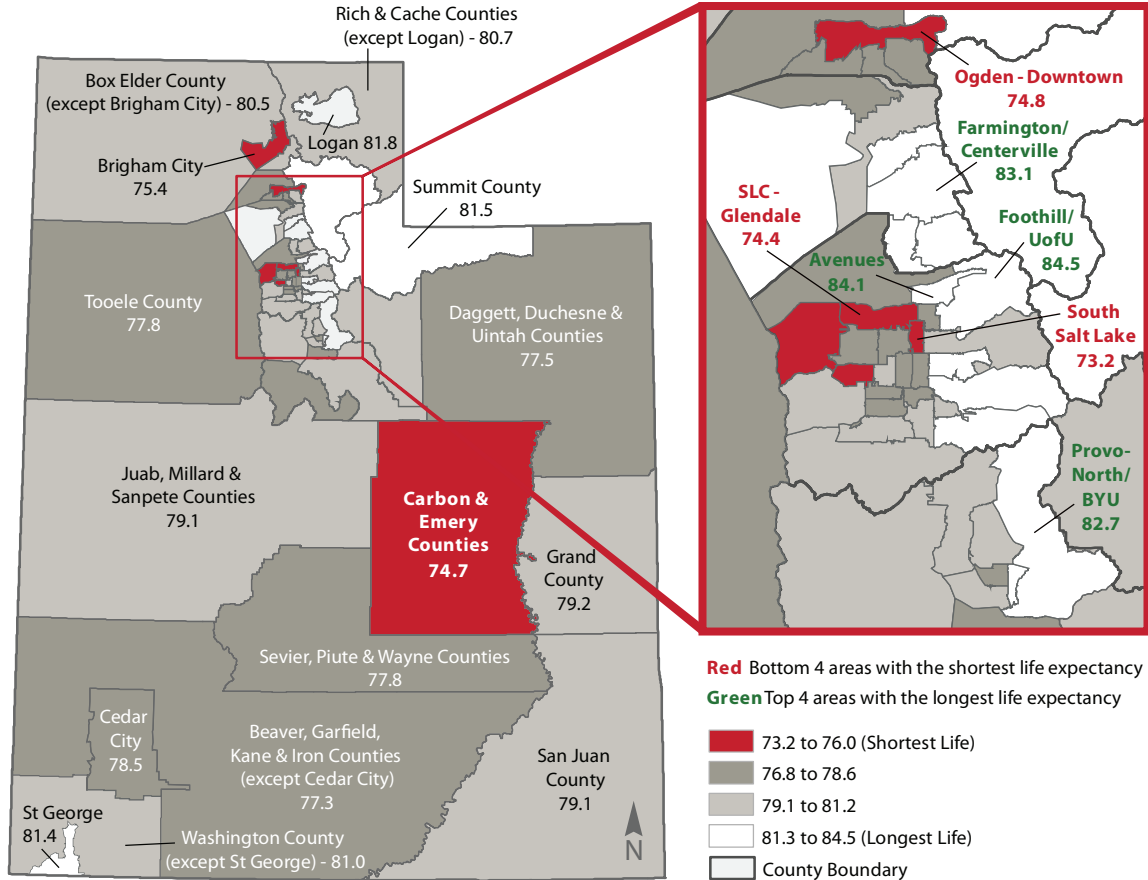 Rich & Cache Counties
(except Logan) - 80.7
Box Elder County
(except Brigham City) - 80.5
Logan 81.8
Brigham City
75.4
Summit County
81.5
Tooele County
77.8
Daggett, Duchesne &
Uintah Counties
77.5
Juab, Millard &
Sanpete Counties
79.1
Carbon &
Emery
Counties
74.7
Grand
County
79.2
Sevier, Piute & Wayne Counties
77.8
Cedar
City
78.5
Beaver, Garfield,
Kane & Iron Counties
(except Cedar City)
77.3
San Juan
County
79.1
St George
81.4
Washington County
(except St George) - 81.0
N
Ogden - Downtown
74.8
Farmington/
Centerville
83.1
SLC -
Glendale
74.4
Foothill/
UofU
84.5
Avenues
84.1
South
Salt Lake
73.2
Provo-
North/
BYU
82.7
Red Bottom 4 areas with the shortest life expectancy
Green Top 4 areas with the longest life expectancy
73.2 to 76.0 (Shortest Life)
76.8 to 78.6
79.1 to 81.2
81.3 to 84.5 (Longest Life)
County Boundary